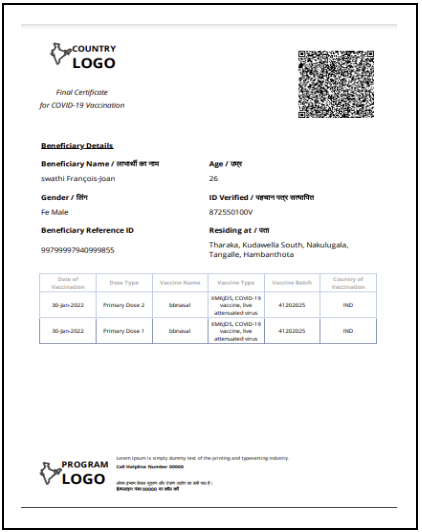 COUNTRY
LOGO
Final Certificate
for COVID-19 Vaccination
Beneficiary Details
Beneficiary Name / लाभार्थी का नाम
Age / उम्र
swathi François-Joan
26
Gender / लिंग
ID Verified / पहचान पत्र सत्यापित
Fe Male
872550100V
Beneficiary Reference ID
Residing at / पता
99799997940999855
Tharaka, Kudawella South, Nakulugala,
Tangalle, Hambanthota
Date of Vaccination Dose Type Vaccine Name Vaccine Type Vaccine Batch Country of Vaccination
30-Jan-2022 Primary Dose 2 bbnasal XM6JD5, COVID-19 vaccine, live attenuated virus 41202025 IND
30-Jan-2022 Primary Dose 1 bbnasal XM6JD5, COVID-19 vaccine, live attenuated virus 41202025 IND
PROGRAM
LOGO
Lorem Ipsum is simply dummy text of the printing and typesetting industry.
Call Helpline Number 00000
हेल्पलाइन नंबर 00000 पर कॉल करें